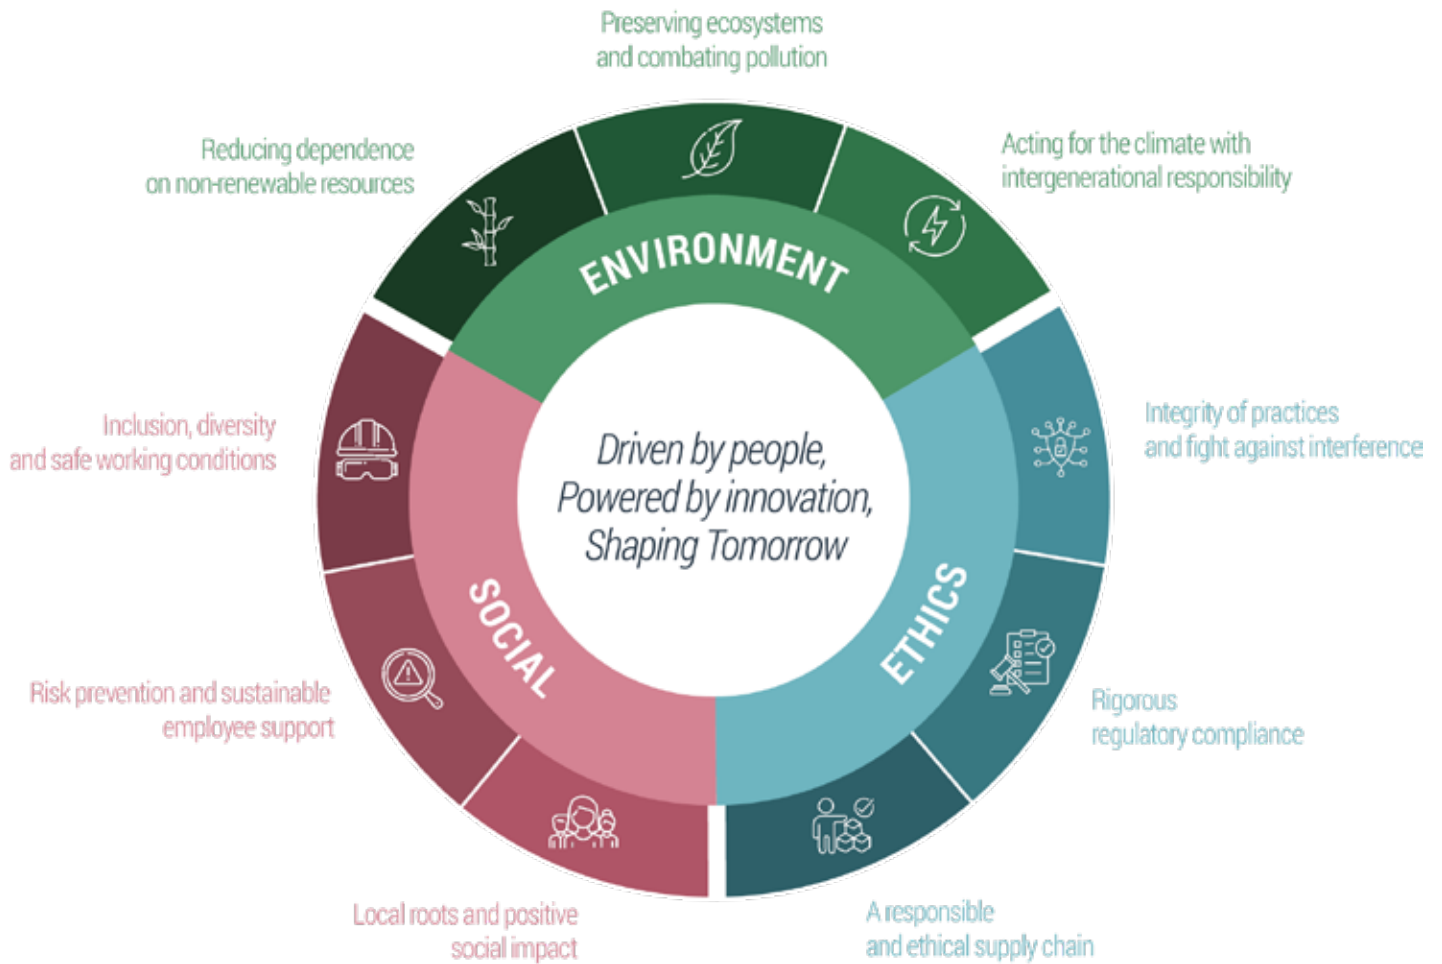 Preserving ecosystems
and combating pollution
Reducing dependence
on non-renewable resources
Acting for the climate with
intergenerational responsibility
ENVIRONMENT
Inclusion, diversity
and safe working conditions
Integrity of practices
and fight against interference
Driven by people,
Powered by innovation,
Shaping Tomorrow
SOCIAL
ETHICS
Risk prevention and sustainable
employee support
Rigorous
regulatory compliance
Local roots and positive
social impact
A responsible
and ethical supply chain